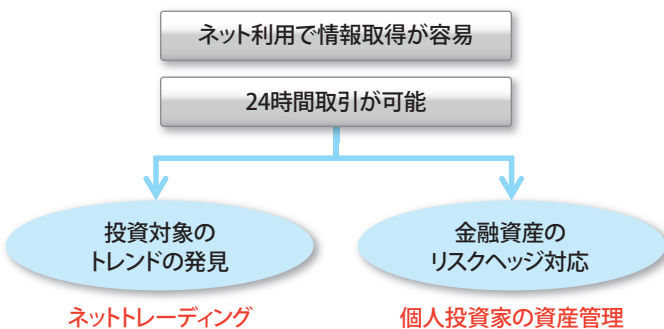 ネット利用で情報取得が容易
24時間取引が可能
投資対象の
トレンドの発見
金融資産の
リスクヘッジ対応
ネットトレーディング
個人投資家の資産管理